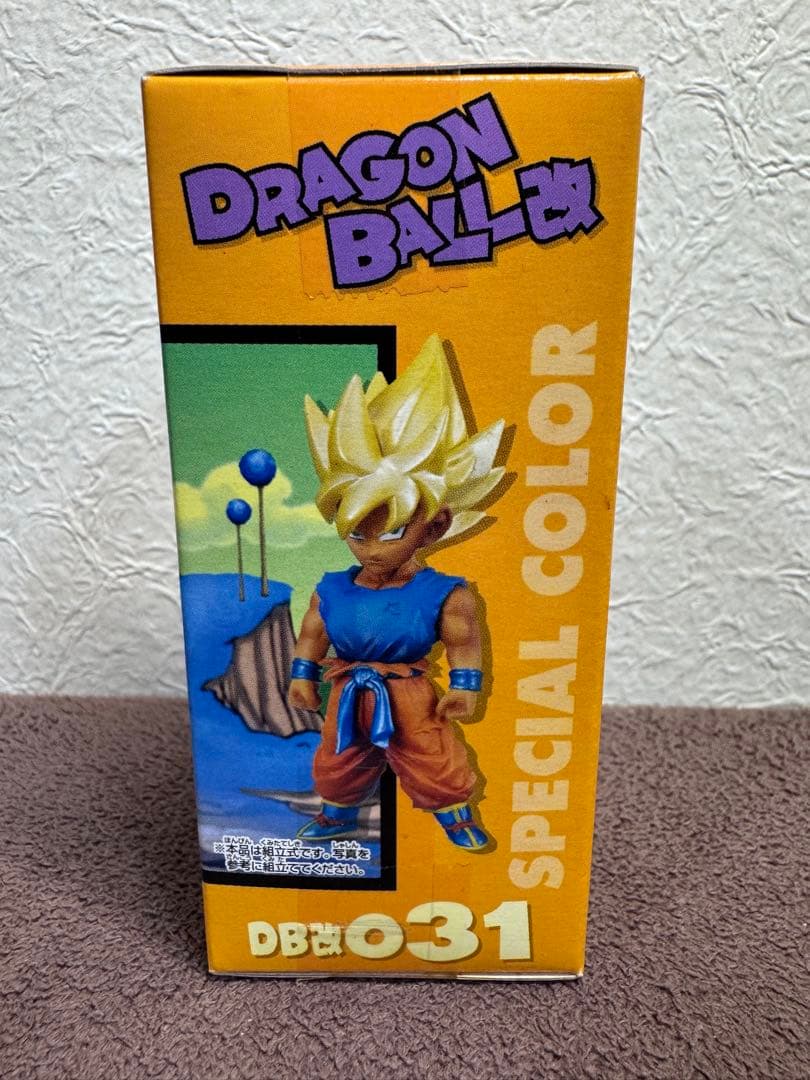 DRAGON
BALL改
SPECIAL COLOR
※本品は組立式です。写真を
参考に組立ててください。
DB改031